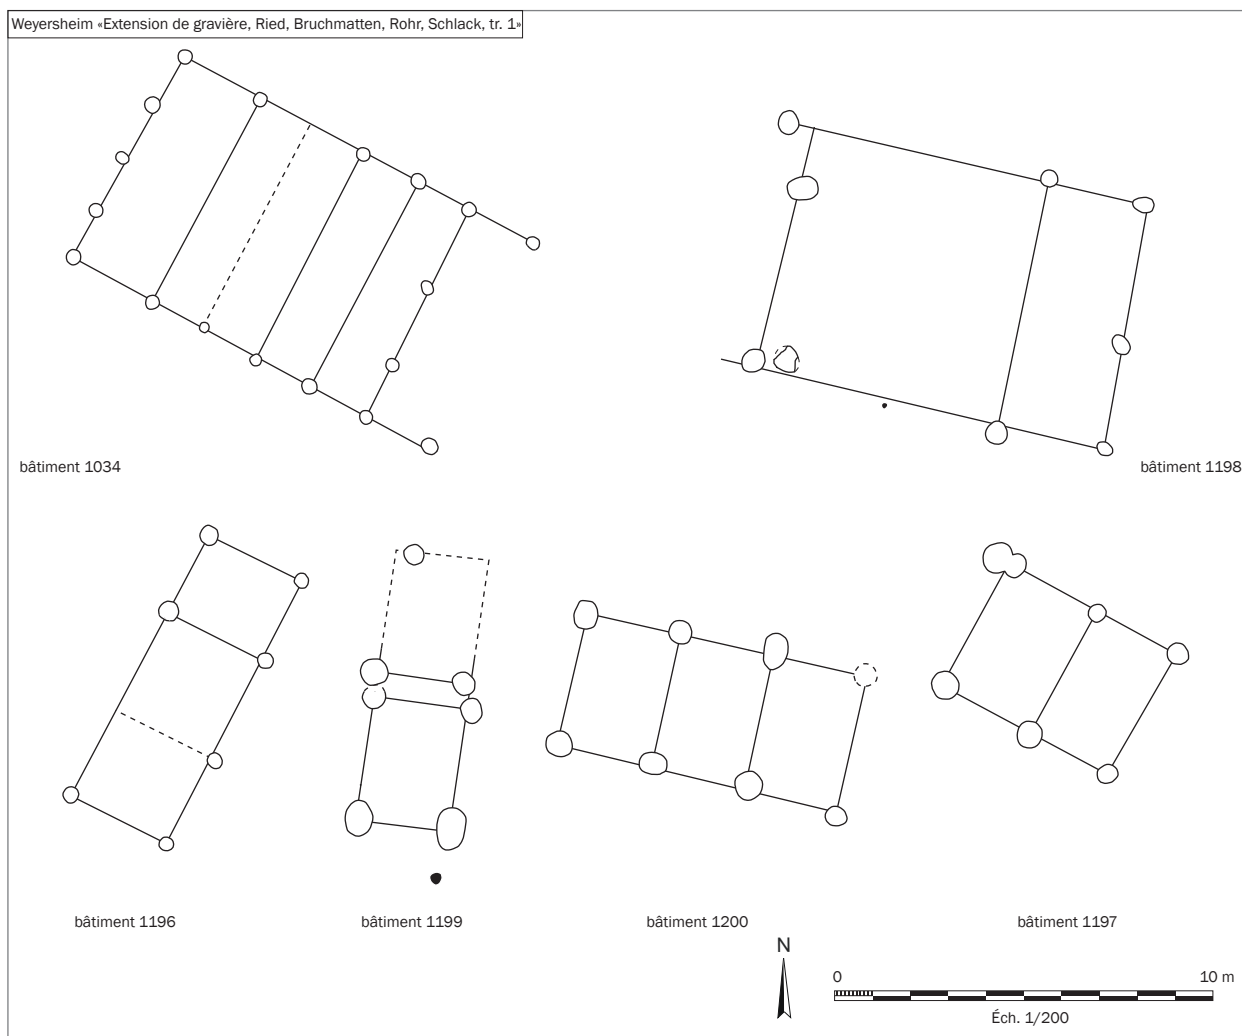 Weyersheim «Extension de gravière, Ried, Bruchmatten, Rohr, Schlack, tr. 1»
bâtiment 1034
bâtiment 1198
bâtiment 1196
bâtiment 1199
bâtiment 1200
bâtiment 1197
N
0
10 m
Éch. 1/200